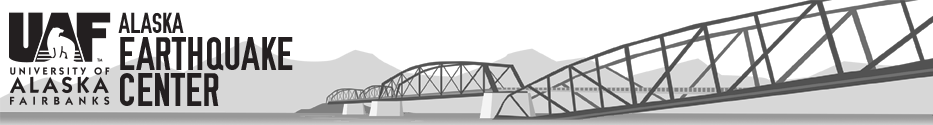 UAF
UNIVERSITY OF
ALASKA
FAIRBANKS
ALASKA
EARTHQUAKE
CENTER